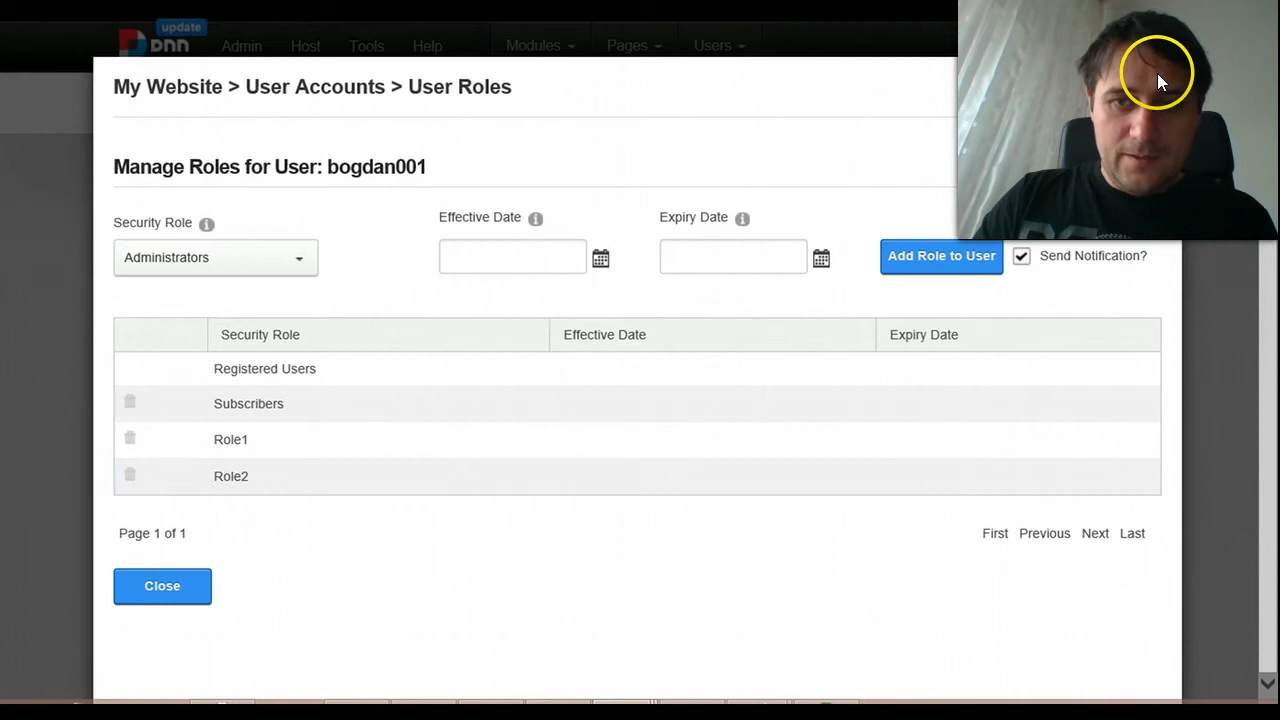 update
DNN Admin Host Tools Help Modules Pages Users
My Website > User Accounts > User Roles
Manage Roles for User: bogdan001
Security Role Effective Date Expiry Date
Administrators Add Role to User Send Notification?
Security Role Effective Date Expiry Date
Registered Users
Subscribers
Role1
Role2
Page 1 of 1 First Previous Next Last
Close